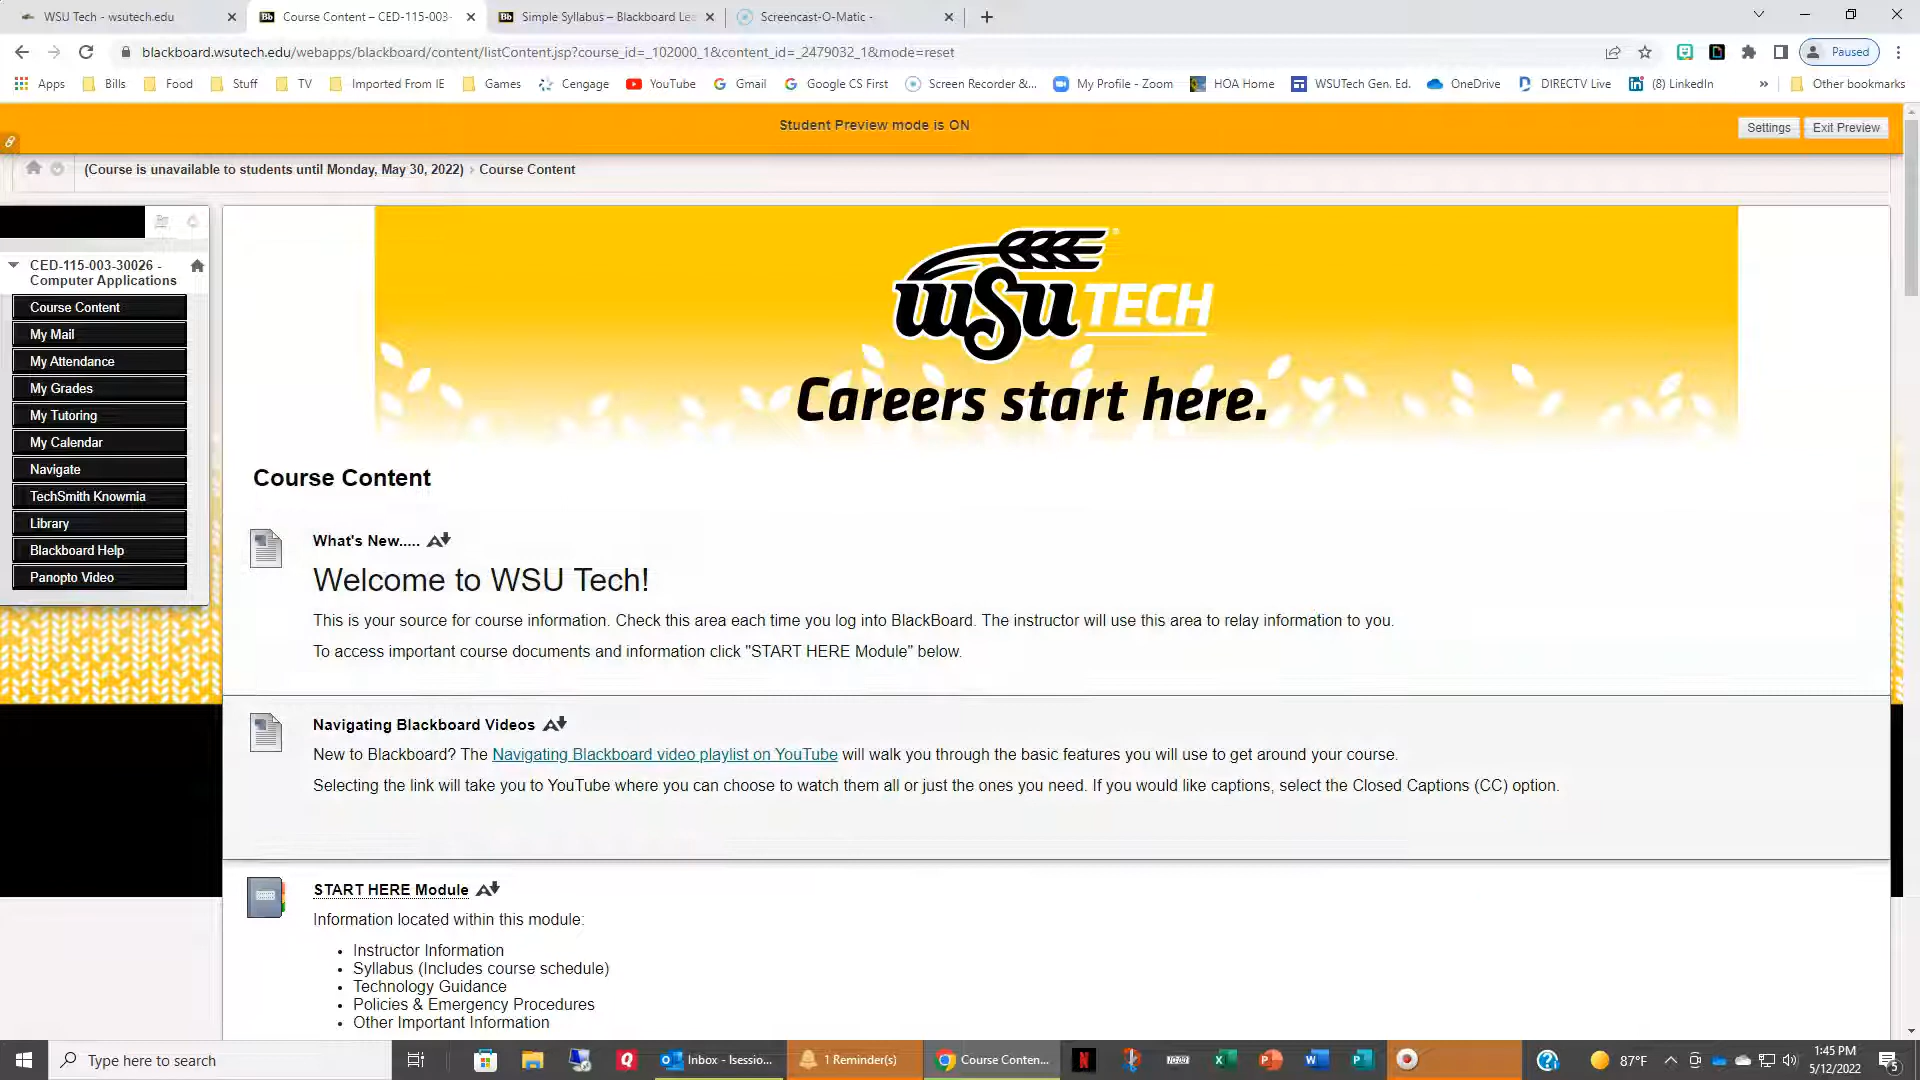 WSU Tech - wsutech.edu
Course Content – CED-115-003-
Simple Syllabus – Blackboard Lea
Screencast-O-Matic -
blackboard.wsutech.edu/webapps/blackboard/content/listContent.jsp?course_id=_102000_1&content_id=_2479032_1&mode=reset
Paused
Apps
Bills
Food
Stuff
TV
Imported From IE
Games
Cengage
YouTube
Gmail
Google CS First
Screen Recorder &...
My Profile - Zoom
HOA Home
WSUTech Gen. Ed.
OneDrive
DIRECTV Live
(8) LinkedIn
»
Other bookmarks
Student Preview mode is ON
Settings
Exit Preview
(Course is unavailable to students until Monday, May 30, 2022) > Course Content
CED-115-003-30026 -
Computer Applications
Course Content
My Mail
My Attendance
My Grades
My Tutoring
My Calendar
Navigate
TechSmith Knowmia
Library
Blackboard Help
Panopto Video
WSU TECH
Careers start here.
Course Content
What's New.....
Welcome to WSU Tech!
This is your source for course information. Check this area each time you log into BlackBoard. The instructor will use this area to relay information to you.
To access important course documents and information click "START HERE Module" below.
Navigating Blackboard Videos
New to Blackboard? The Navigating Blackboard video playlist on YouTube will walk you through the basic features you will use to get around your course.
Selecting the link will take you to YouTube where you can choose to watch them all or just the ones you need. If you would like captions, select the Closed Captions (CC) option.
START HERE Module
Information located within this module:
• Instructor Information
• Syllabus (Includes course schedule)
• Technology Guidance
• Policies & Emergency Procedures
• Other Important Information
Type here to search
Inbox - lsessio...
1 Reminder(s)
Course Conten...
87°F
1:45 PM
5/12/2022
5